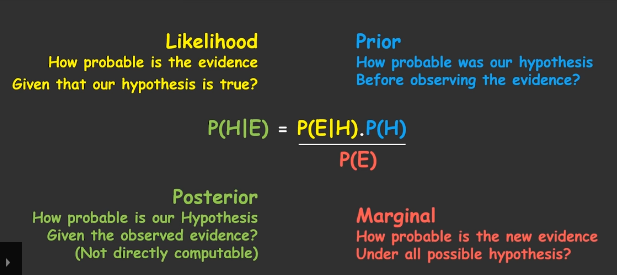 Likelihood
How probable is the evidence
Given that our hypothesis is true?
Prior
How probable was our hypothesis
Before observing the evidence?
P(H|E) = P(E|H).P(H)
P(E)
Posterior
How probable is our Hypothesis
Given the observed evidence?
(Not directly computable)
Marginal
How probable is the new evidence
Under all possible hypothesis?